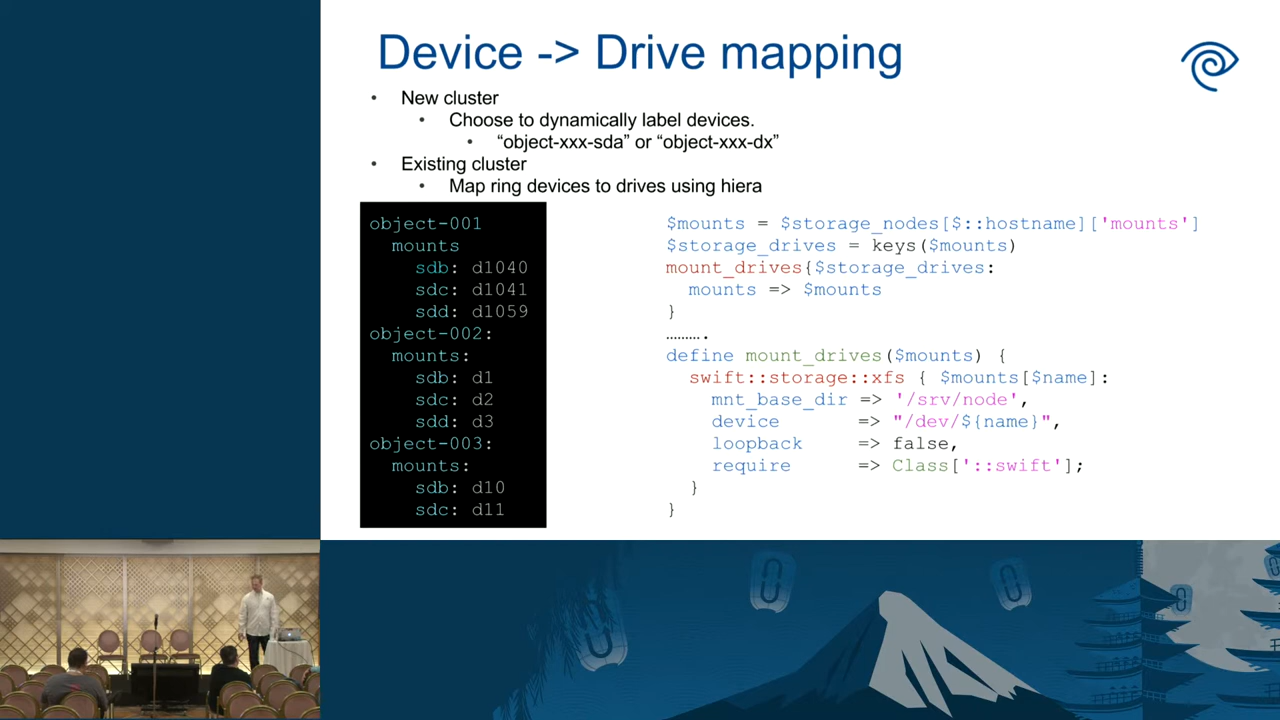 Device -> Drive mapping
• New cluster
• Choose to dynamically label devices.
• “object-xxx-sda” or “object-xxx-dx”
• Existing cluster
• Map ring devices to drives using hiera
object-001
mounts
sdb: d1040
sdc: d1041
sdd: d1059
object-002:
mounts:
sdb: d1
sdc: d2
sdd: d3
object-003:
mounts:
sdb: d10
sdc: d11
$mounts = $storage_nodes[$::hostname]['mounts']
$storage_drives = keys($mounts)
mount_drives{$storage_drives:
mounts => $mounts
}
……….
define mount_drives($mounts) {
swift::storage::xfs { $mounts[$name]:
mnt_base_dir => '/srv/node',
device => "/dev/${name}",
loopback => false,
require => Class['::swift'];
}
}